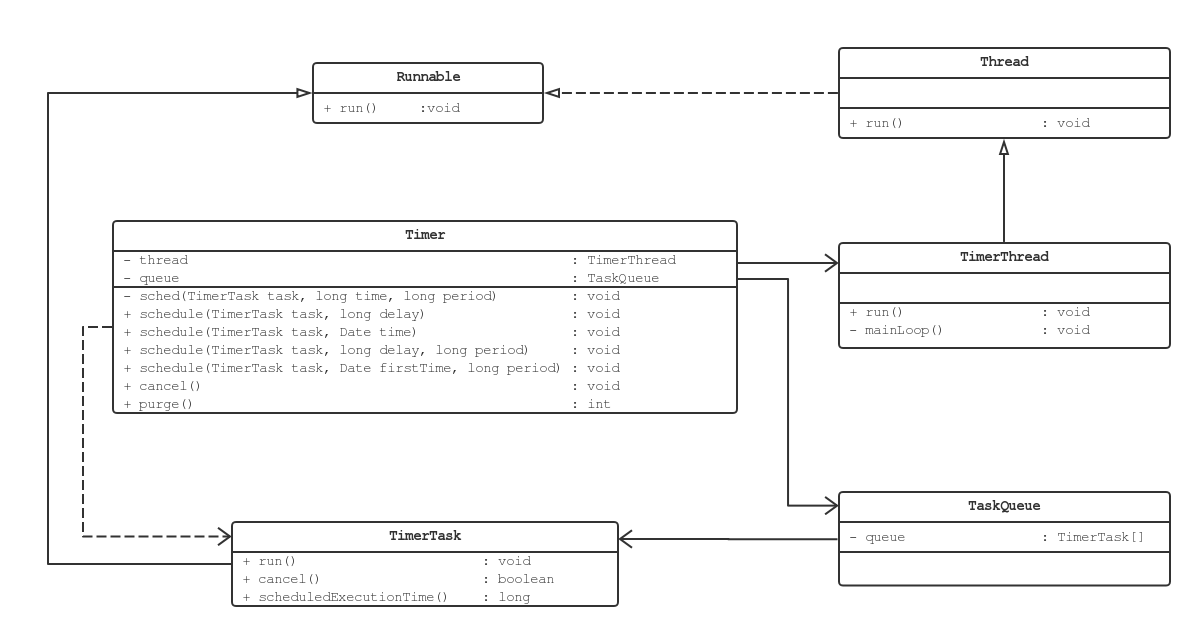 Runnable
+ run() :void
Thread
+ run() : void
Timer
- thread : TimerThread
- queue : TaskQueue
- sched(TimerTask task, long time, long period) : void
+ schedule(TimerTask task, long delay) : void
+ schedule(TimerTask task, Date time) : void
+ schedule(TimerTask task, long delay, long period) : void
+ schedule(TimerTask task, Date firstTime, long period) : void
+ cancel() : void
+ purge() : int
TimerThread
+ run() : void
- mainLoop() : void
TimerTask
+ run() : void
+ cancel() : boolean
+ scheduledExecutionTime() : long
TaskQueue
- queue : TimerTask[]